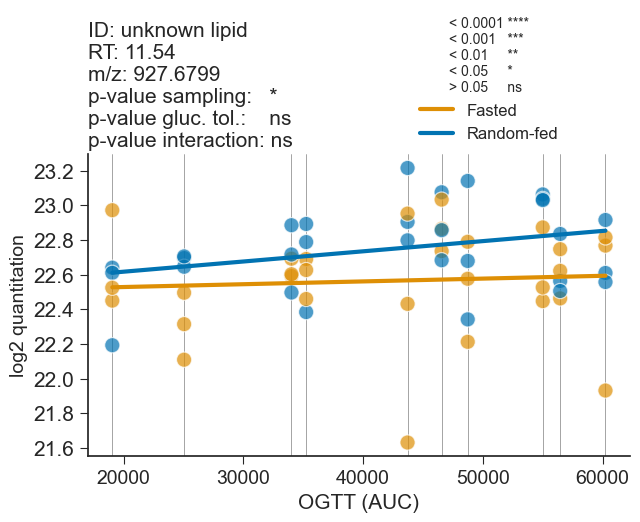 ID: unknown lipid
RT: 11.54
m/z: 927.6799
p-value sampling: *
p-value gluc. tol.: ns
p-value interaction: ns
< 0.0001 ****
< 0.001 ***
< 0.01 **
< 0.05 *
> 0.05 ns
Fasted
Random-fed
log2 quantitation
23.2
23.0
22.8
22.6
22.4
22.2
22.0
21.8
21.6
20000 30000 40000 50000 60000
OGTT (AUC)